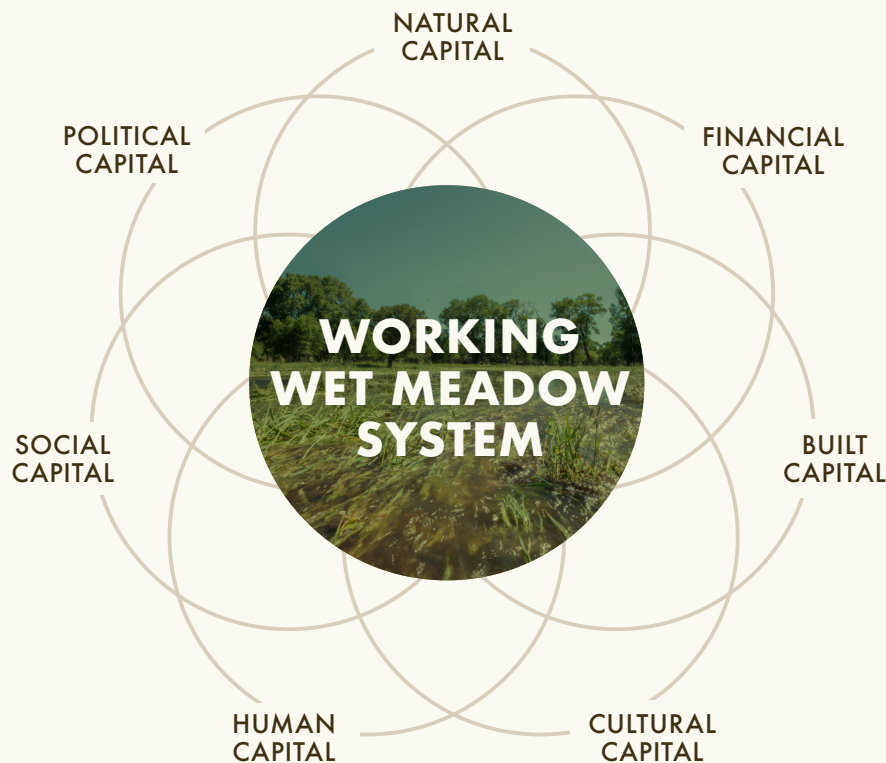 NATURAL
CAPITAL
POLITICAL
CAPITAL
FINANCIAL
CAPITAL
WORKING
WET MEADOW
SYSTEM
SOCIAL
CAPITAL
BUILT
CAPITAL
HUMAN
CAPITAL
CULTURAL
CAPITAL